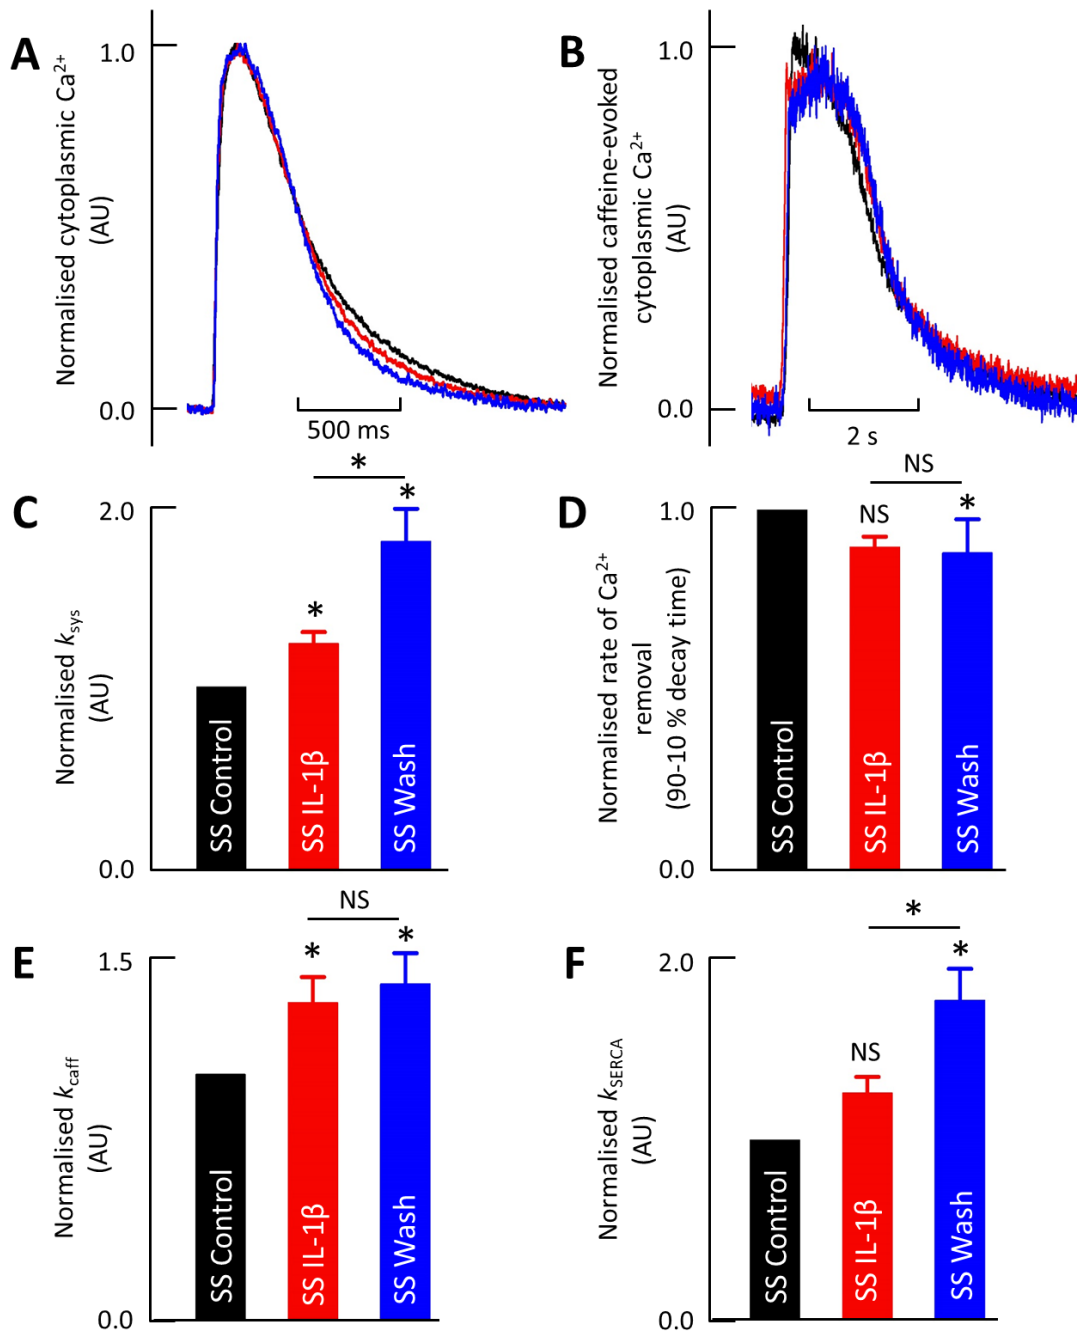 A
Normalised cytoplasmic Ca2+
(AU)
1.0
0.0
500 ms
B
Normalised caffeine-evoked
cytoplasmic Ca2+
(AU)
1.0
0.0
2 s
C
Normalised ksys
(AU)
2.0
0.0
*
*
*
SS Control
SS IL-1β
SS Wash
D
Normalised rate of Ca2+
removal
(90-10 % decay time)
1.0
0.0
NS
NS
*
SS Control
SS IL-1β
SS Wash
E
Normalised kcaff
(AU)
1.5
0.0
NS
*
*
SS Control
SS IL-1β
SS Wash
F
Normalised kSERCA
(AU)
2.0
0.0
*
NS
*
SS Control
SS IL-1β
SS Wash